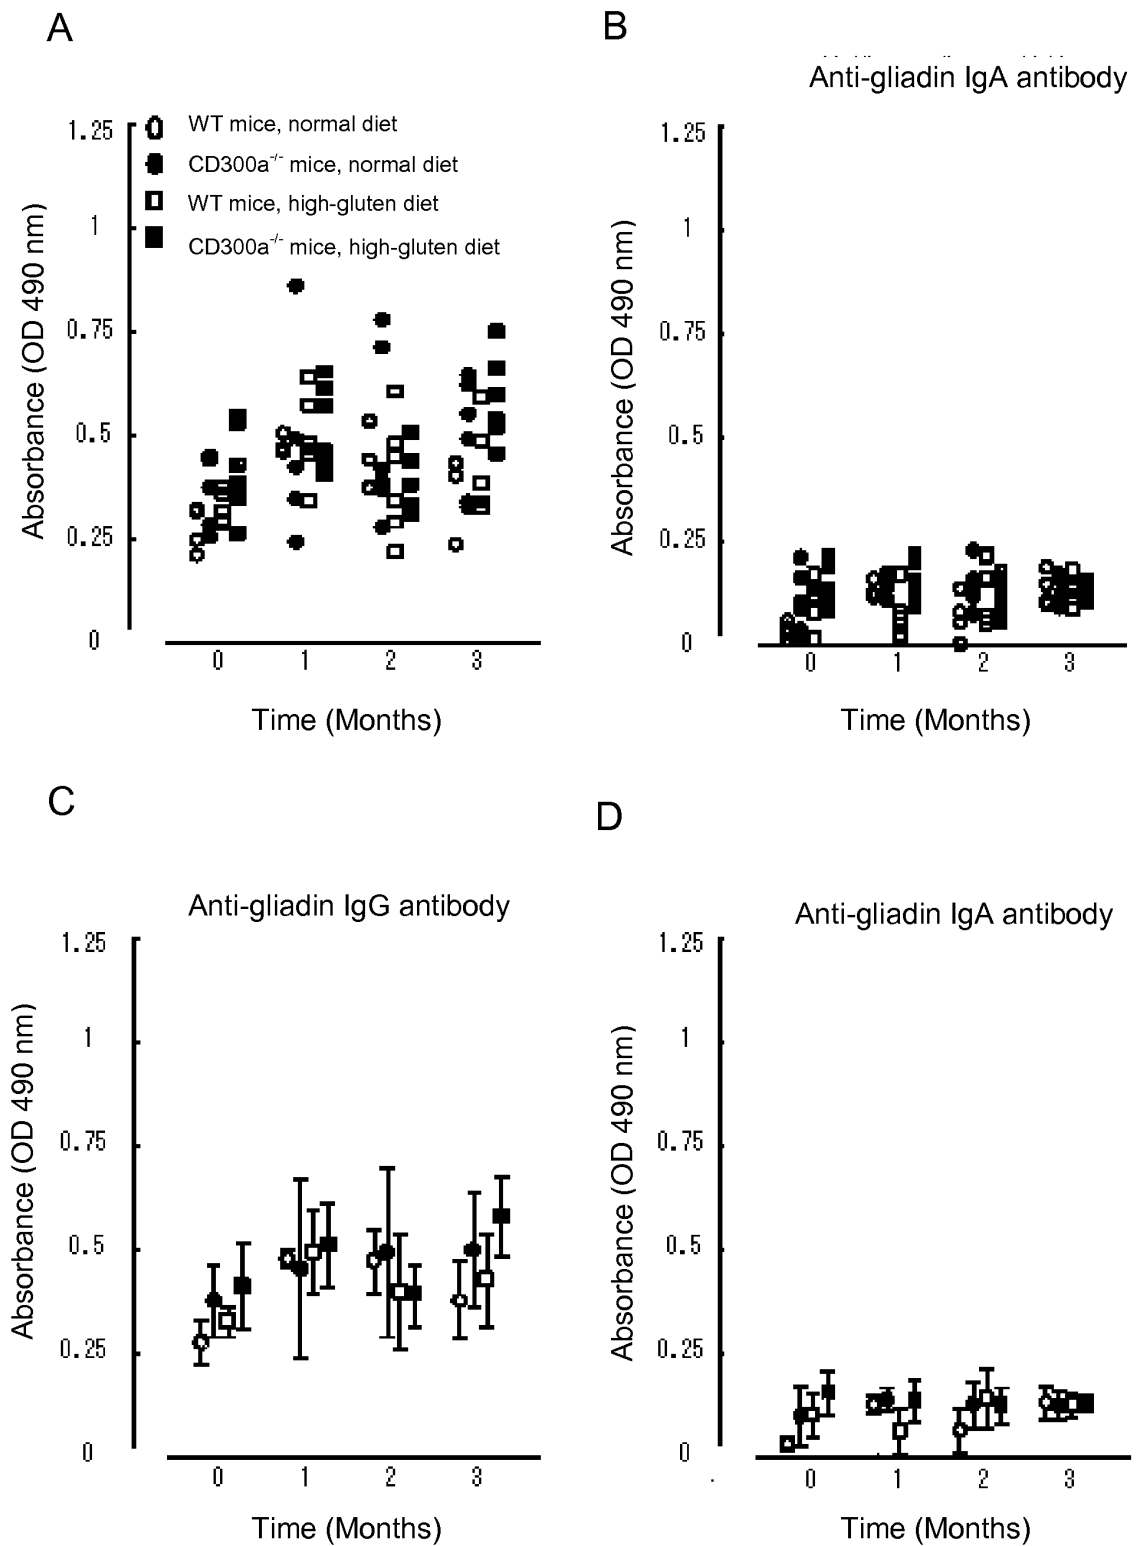 A
WT mice, normal diet
CD300a-/- mice, normal diet
WT mice, high-gluten diet
CD300a-/- mice, high-gluten diet
1.25
1
0.75
0.5
0.25
0
Absorbance (OD 490 nm)
0 1 2 3
Time (Months)
B
Anti-gliadin IgA antibody
1.25
1
0.75
0.5
0.25
0
Absorbance (OD 490 nm)
0 1 2 3
Time (Months)
C
Anti-gliadin IgG antibody
1.25
1
0.75
0.5
0.25
0
Absorbance (OD 490 nm)
0 1 2 3
Time (Months)
D
Anti-gliadin IgA antibody
1.25
1
0.75
0.5
0.25
0
Absorbance (OD 490 nm)
0 1 2 3
Time (Months)